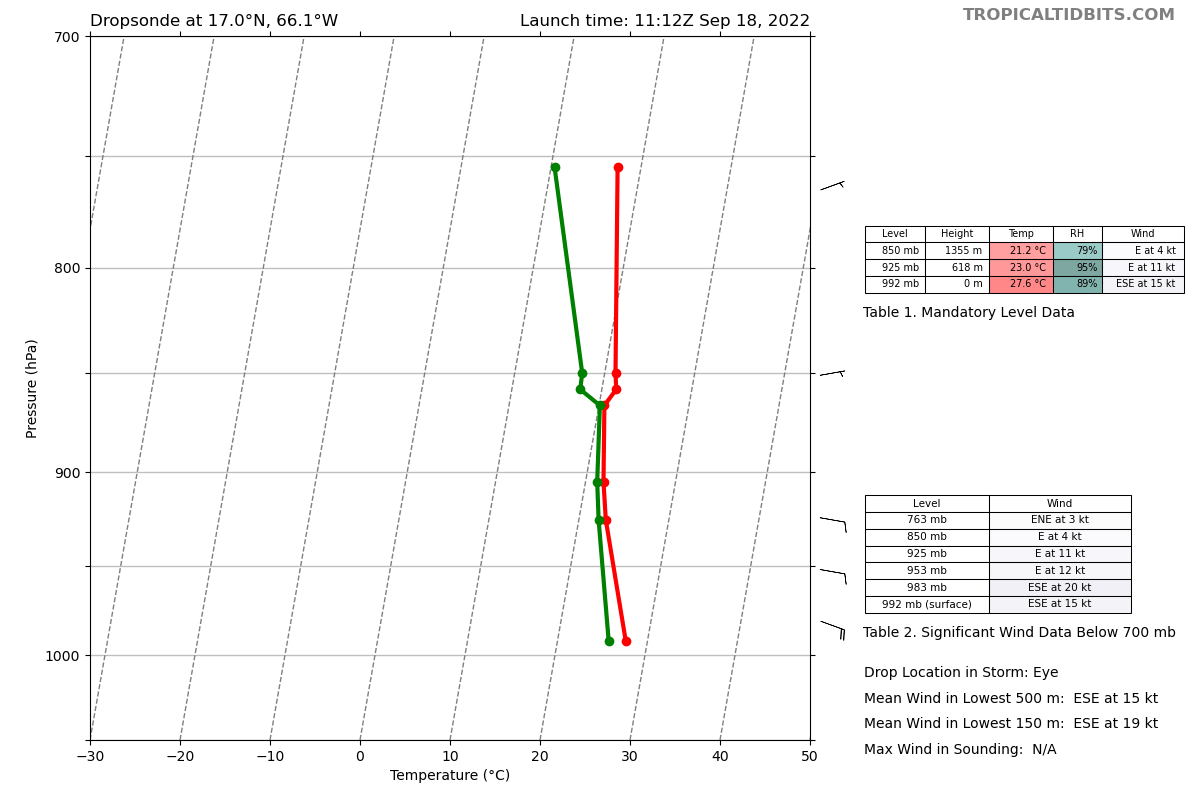 Dropsonde at 17.0°N, 66.1°W
Launch time: 11:12Z Sep 18, 2022
TROPICALTIDBITS.COM
700
800
900
1000
Pressure (hPa)
−30 −20 −10 0 10 20 30 40 50
Temperature (°C)
Level Height Temp RH Wind
850 mb 1355 m 21.2 °C 79% E at 4 kt
925 mb 618 m 23.0 °C 95% E at 11 kt
992 mb 0 m 27.6 °C 89% ESE at 15 kt
Table 1. Mandatory Level Data
Level Wind
763 mb ENE at 3 kt
850 mb E at 4 kt
925 mb E at 11 kt
953 mb E at 12 kt
983 mb ESE at 20 kt
992 mb (surface) ESE at 15 kt
Table 2. Significant Wind Data Below 700 mb
Drop Location in Storm: Eye
Mean Wind in Lowest 500 m:  ESE at 15 kt
Mean Wind in Lowest 150 m:  ESE at 19 kt
Max Wind in Sounding:  N/A